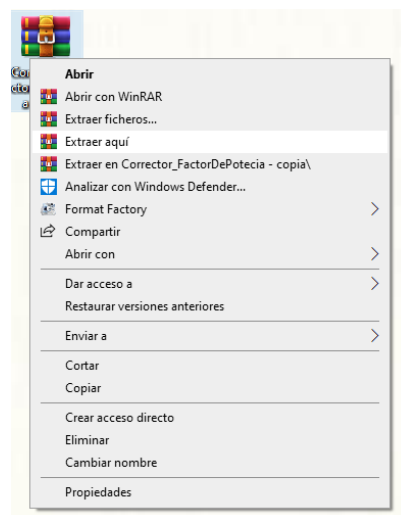 Abrir
Abrir con WinRAR
Extraer ficheros...
Extraer aquí
Extraer en Corrector_FactorDePotecia - copia\
Analizar con Windows Defender...
Format Factory
Compartir
Abrir con
Dar acceso a
Restaurar versiones anteriores
Enviar a
Cortar
Copiar
Crear acceso directo
Eliminar
Cambiar nombre
Propiedades